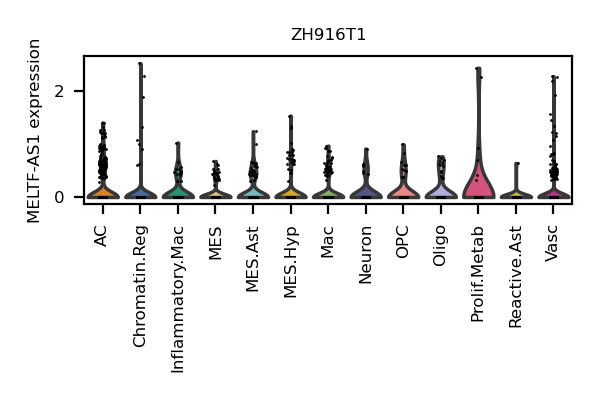 ZH916T1
MELTF-AS1 expression
2
0
AC
Chromatin.Reg
Inflammatory.Mac
MES
MES.Ast
MES.Hyp
Mac
Neuron
OPC
Oligo
Prolif.Metab
Reactive.Ast
Vasc